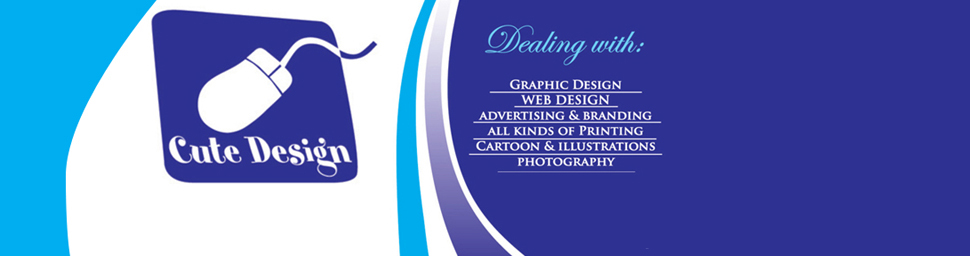 Cute Design
Dealing with:
Graphic Design
WEB DESIGN
ADVERTISING & BRANDING
ALL KINDS OF PRINTING
CARTOON & ILLUSTRATIONS
PHOTOGRAPHY